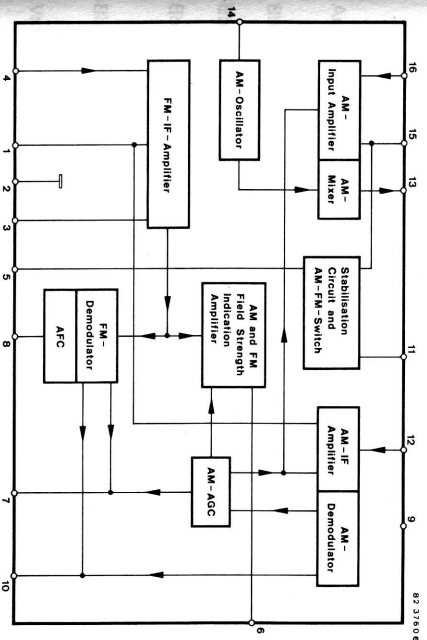 14
16
15
13
11
12
9
4
1
2
3
5
8
7
10
6
AM-
Input Amplifier
AM-
Mixer
AM-Oscillator
FM-IF-Amplifier
Stabilisation
Circuit and
AM-FM-Switch
AM and FM
Field Strength
Indication
Amplifier
FM-
Demodulator
AFC
AM-IF
Amplifier
AM-
Demodulator
AM-AGC